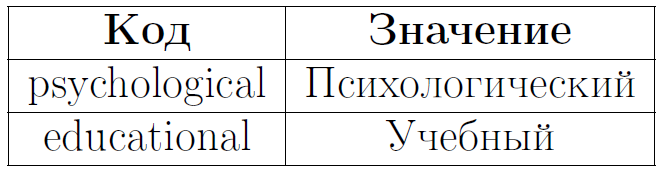 Код Значение
psychological Психологический
educational Учебный